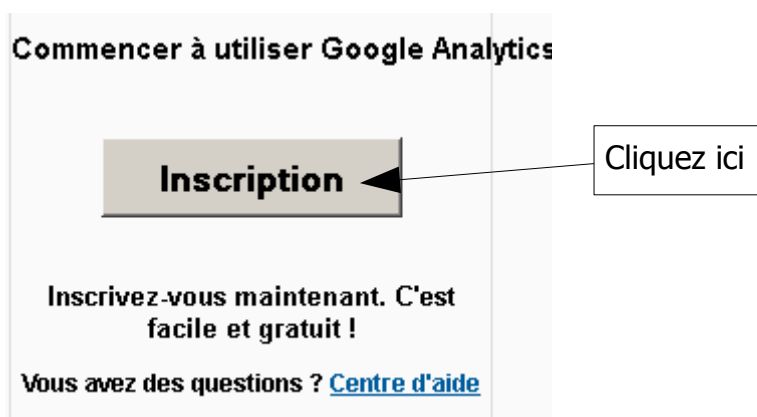 Commencer à utiliser Google Analytics
Inscription
Cliquez ici
Inscrivez-vous maintenant. C'est
facile et gratuit !
Vous avez des questions ? Centre d'aide